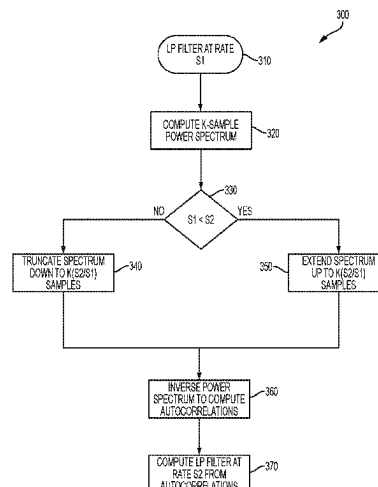 300
LP FILTER AT RATE
S1
310
COMPUTE K-SAMPLE
POWER SPECTRUM
320
330
S1 < S2
NO
YES
TRUNCATE SPECTRUM
DOWN TO K(S2/S1)
SAMPLES
340
350
EXTEND SPECTRUM
UP TO K(S2/S1)
SAMPLES
INVERSE POWER
SPECTRUM TO COMPUTE
AUTOCORRELATIONS
360
COMPUTE LP FILTER AT
RATE S2 FROM
AUTOCORRELATIONS
370